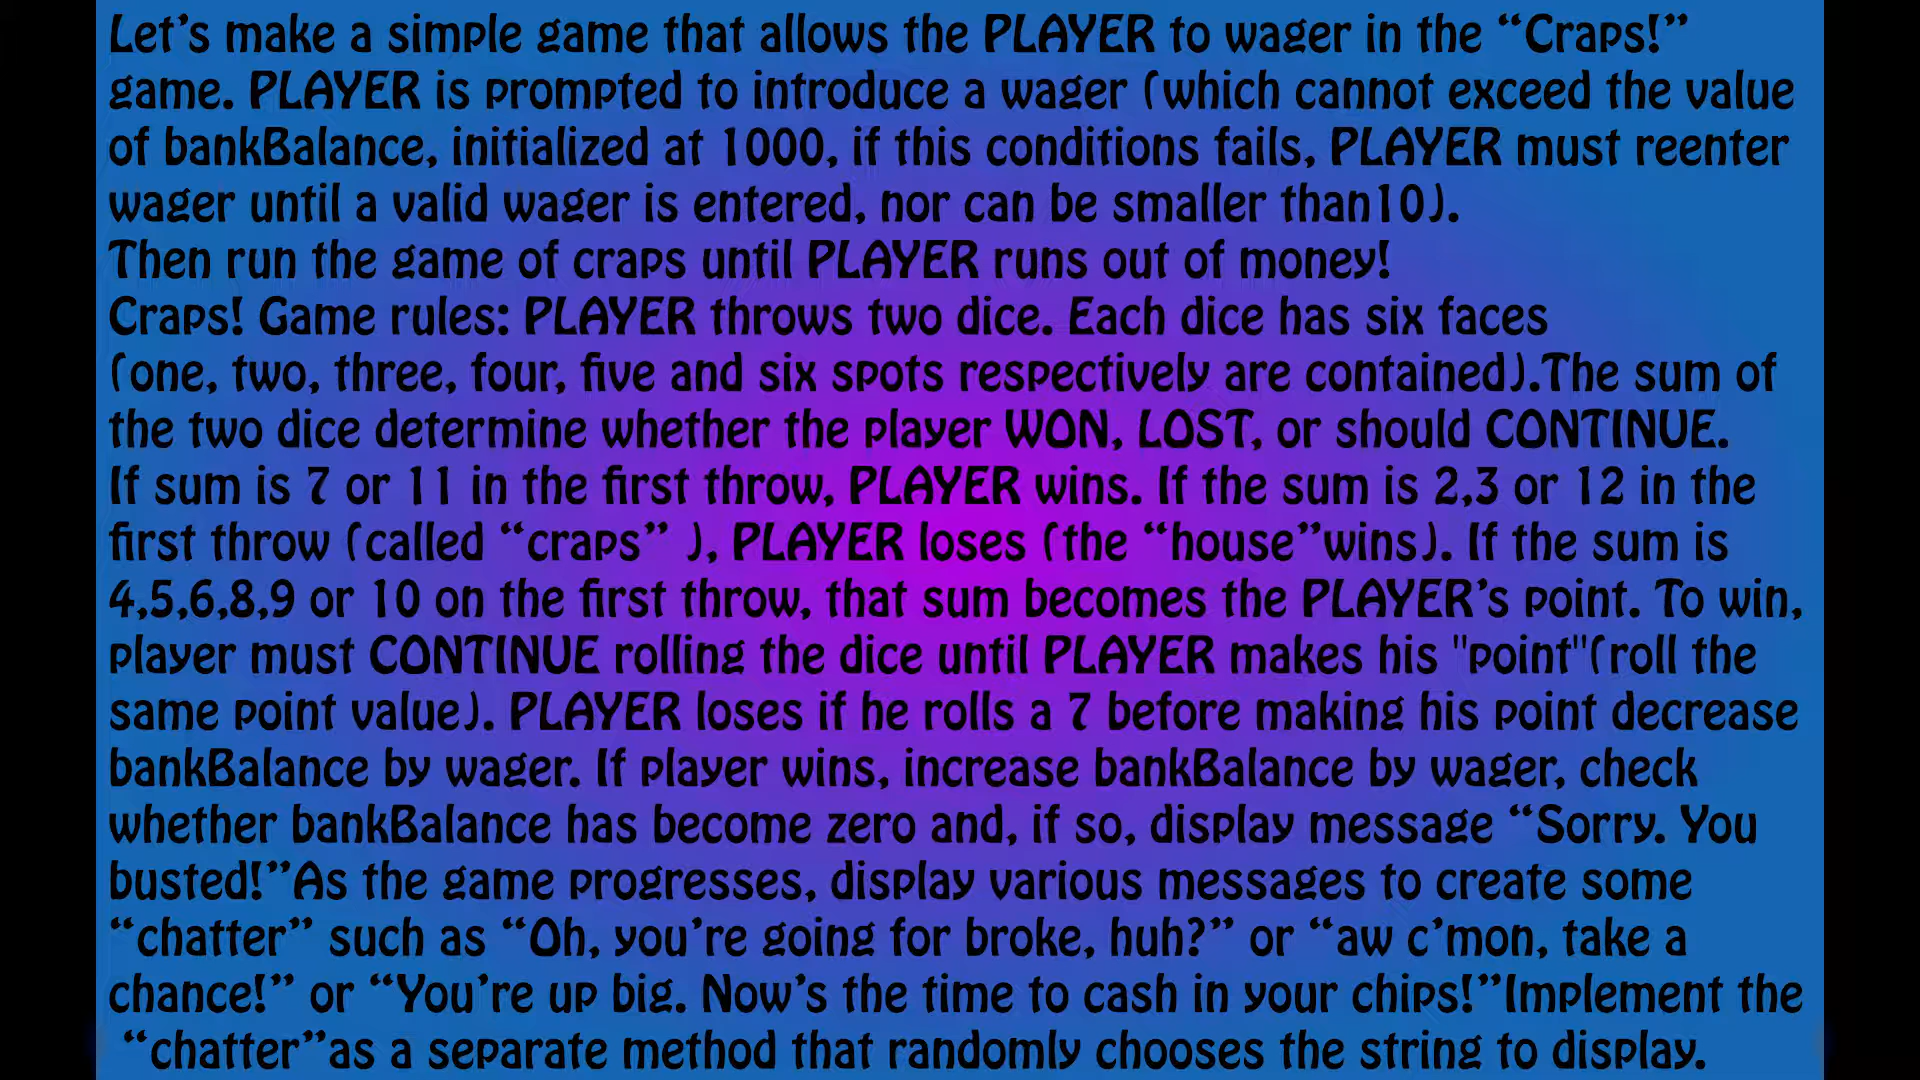 Let’s make a simple game that allows the PLAYER to wager in the “Craps!”
game. PLAYER is prompted to introduce a wager (which cannot exceed the value
of bankBalance, initialized at 1000, if this conditions fails, PLAYER must reenter
wager until a valid wager is entered, nor can be smaller than10).
Then run the game of craps until PLAYER runs out of money!
Craps! Game rules: PLAYER throws two dice. Each dice has six faces
(one, two, three, four, five and six spots respectively are contained).The sum of
the two dice determine whether the player WON, LOST, or should CONTINUE.
If sum is 7 or 11 in the first throw, PLAYER wins. If the sum is 2,3 or 12 in the
first throw (called “craps” ), PLAYER loses (the “house”wins). If the sum is
4,5,6,8,9 or 10 on the first throw, that sum becomes the PLAYER’s point. To win,
player must CONTINUE rolling the dice until PLAYER makes his "point"(roll the
same point value). PLAYER loses if he rolls a 7 before making his point decrease
bankBalance by wager. If player wins, increase bankBalance by wager, check
whether bankBalance has become zero and, if so, display message “Sorry. You
busted!”As the game progresses, display various messages to create some
“chatter” such as “Oh, you’re going for broke, huh?” or “aw c’mon, take a
chance!” or “You’re up big. Now’s the time to cash in your chips!”Implement the
“chatter”as a separate method that randomly chooses the string to display.